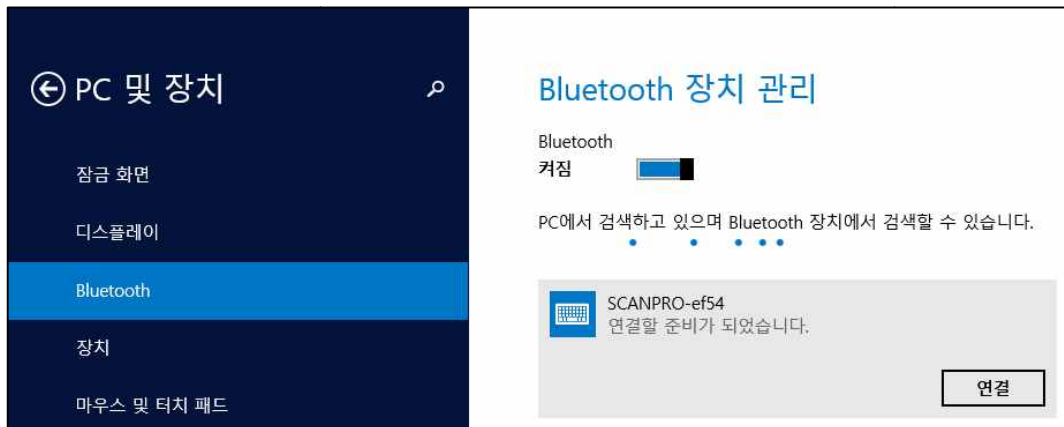 PC 및 장치
잠금 화면
디스플레이
Bluetooth
장치
마우스 및 터치 패드
Bluetooth 장치 관리
Bluetooth
켜짐
PC에서 검색하고 있으며 Bluetooth 장치에서 검색할 수 있습니다.
SCANPRO-ef54
연결할 준비가 되었습니다.
연결